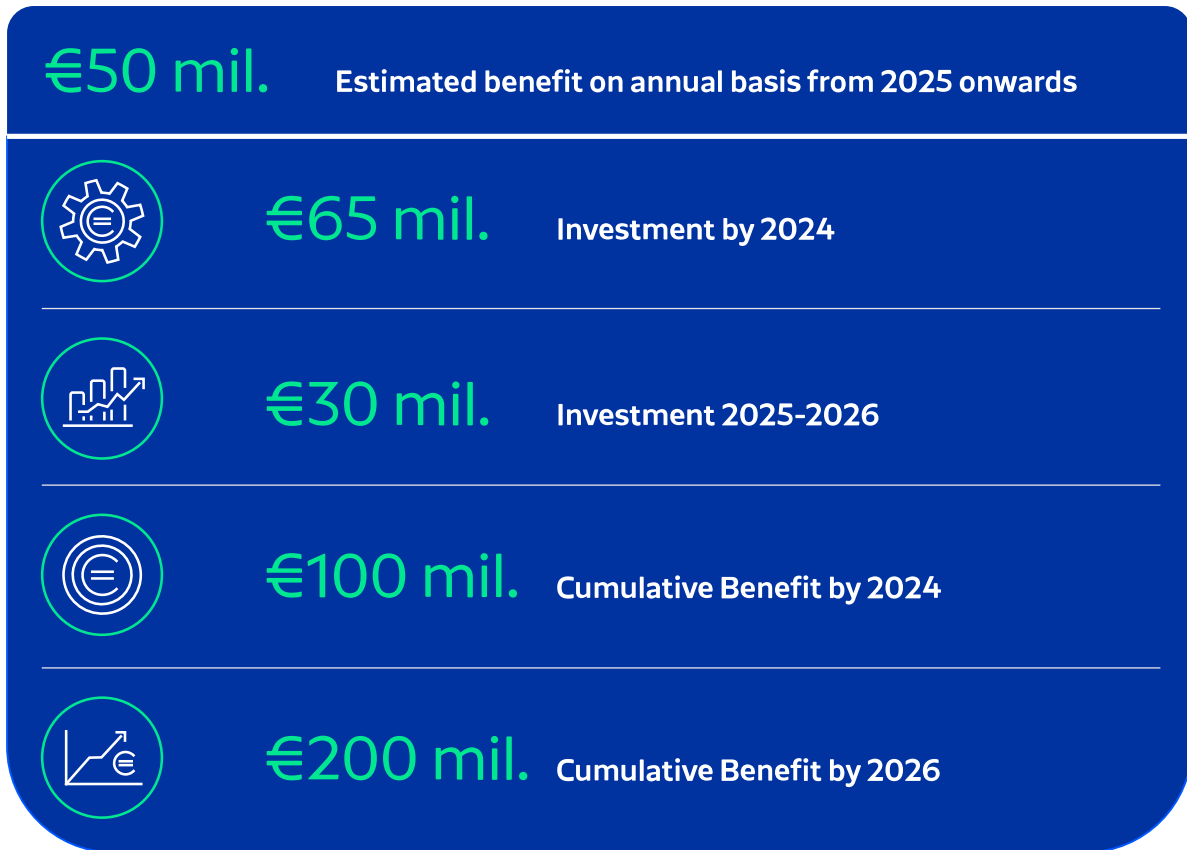 €50 mil. Estimated benefit on annual basis from 2025 onwards
€65 mil. Investment by 2024
€30 mil. Investment 2025-2026
€100 mil. Cumulative Benefit by 2024
€200 mil. Cumulative Benefit by 2026